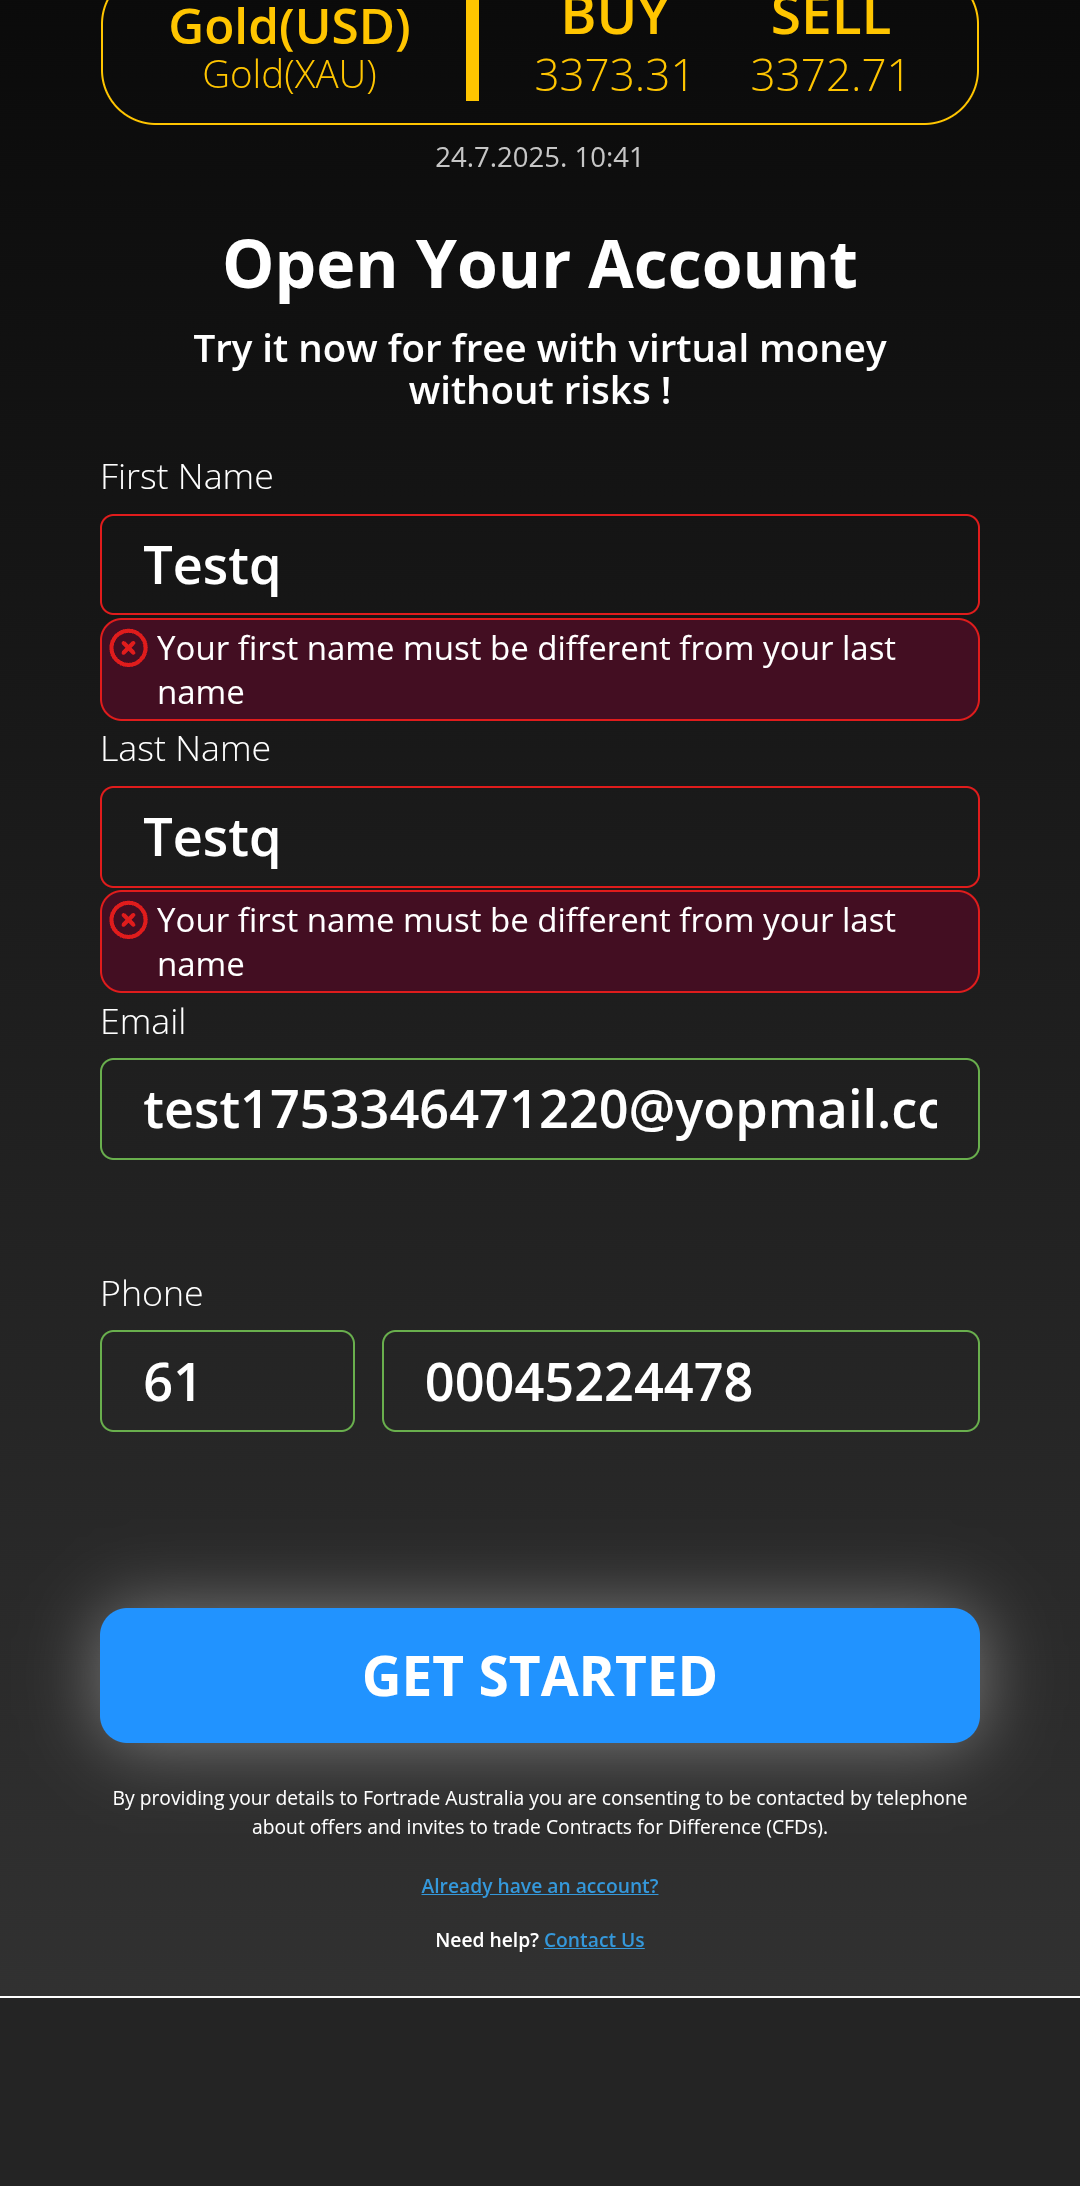 Gold(USD)
Gold(XAU)
BUY
SELL
3373.31
3372.71
24.7.2025. 10:41
Open Your Account
Try it now for free with virtual money
without risks !
First Name
Testq
Your first name must be different from your last
name
Last Name
Testq
Your first name must be different from your last
name
Email
test1753346471220@yopmail.cc
Phone
61
00045224478
GET STARTED
By providing your details to Fortrade Australia you are consenting to be contacted by telephone
about offers and invites to trade Contracts for Difference (CFDs).
Already have an account?
Need help? Contact Us